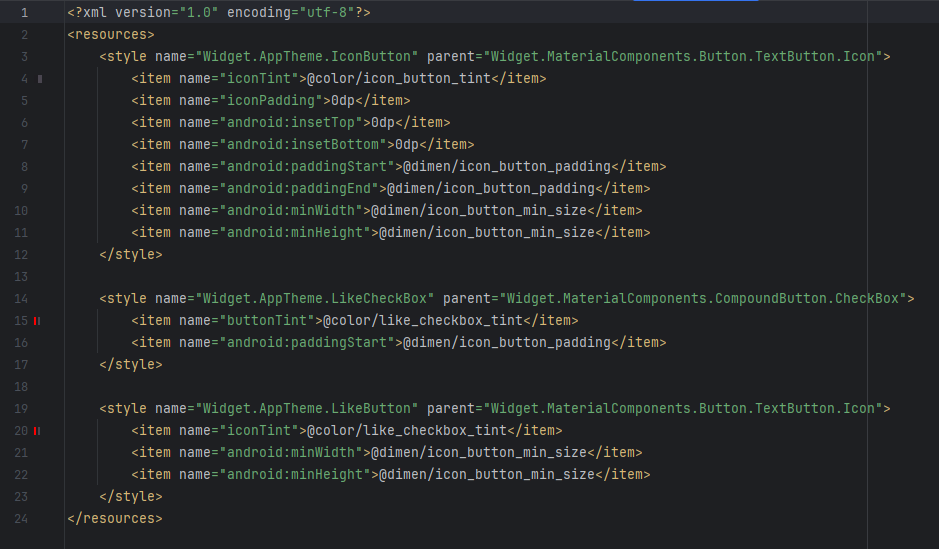 1 <?xml version="1.0" encoding="utf-8"?>
2 <resources>
3     <style name="Widget.AppTheme.IconButton" parent="Widget.MaterialComponents.Button.TextButton.Icon">
4         <item name="iconTint">@color/icon_button_tint</item>
5         <item name="iconPadding">0dp</item>
6         <item name="android:insetTop">0dp</item>
7         <item name="android:insetBottom">0dp</item>
8         <item name="android:paddingStart">@dimen/icon_button_padding</item>
9         <item name="android:paddingEnd">@dimen/icon_button_padding</item>
10         <item name="android:minWidth">@dimen/icon_button_min_size</item>
11         <item name="android:minHeight">@dimen/icon_button_min_size</item>
12     </style>
13
14     <style name="Widget.AppTheme.LikeCheckBox" parent="Widget.MaterialComponents.CompoundButton.CheckBox">
15         <item name="buttonTint">@color/like_checkbox_tint</item>
16         <item name="android:paddingStart">@dimen/icon_button_padding</item>
17     </style>
18
19     <style name="Widget.AppTheme.LikeButton" parent="Widget.MaterialComponents.Button.TextButton.Icon">
20         <item name="iconTint">@color/like_checkbox_tint</item>
21         <item name="android:minWidth">@dimen/icon_button_min_size</item>
22         <item name="android:minHeight">@dimen/icon_button_min_size</item>
23     </style>
24 </resources>